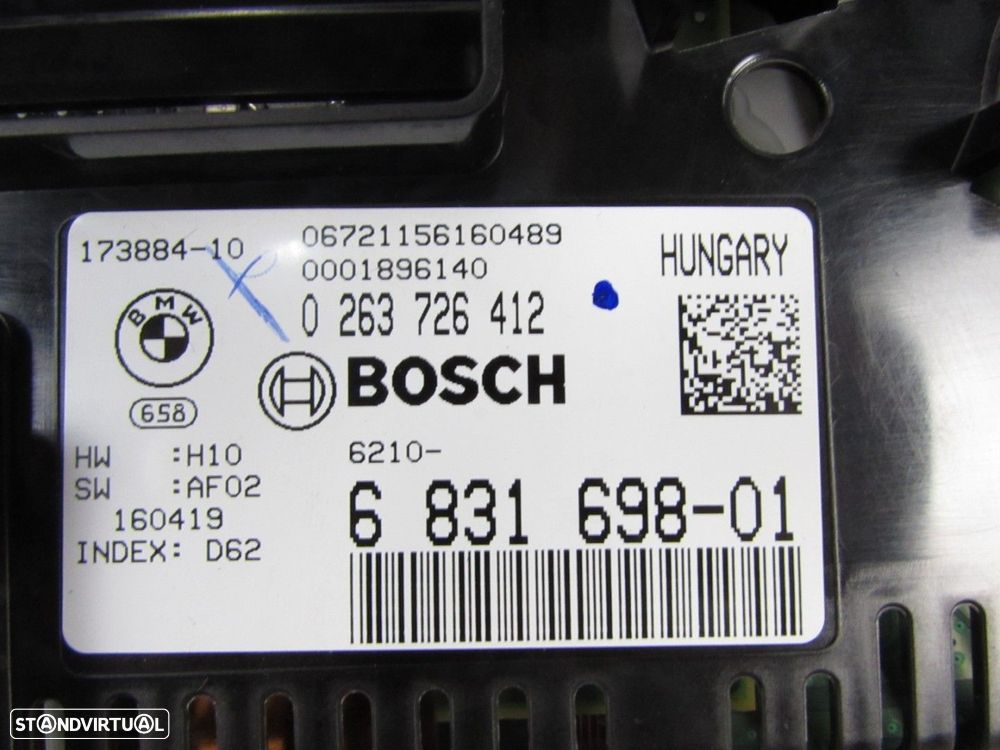 173884-10
06721156160489
0001896140
0 263 726 412
HUNGARY
BMW
658
BOSCH
HW :H10
SW :AF02
160419
INDEX: D62
6210-
6 831 698-01
STANDVIRTUAL